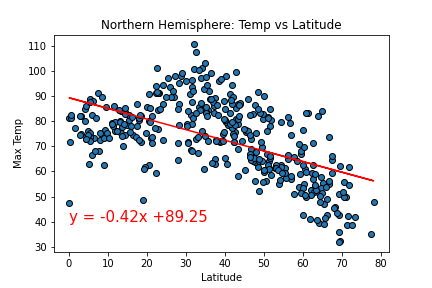 Northern Hemisphere: Temp vs Latitude
110
100
90
80
70
60
50
40
30
Max Temp
y = -0.42x +89.25
0 10 20 30 40 50 60 70 80
Latitude